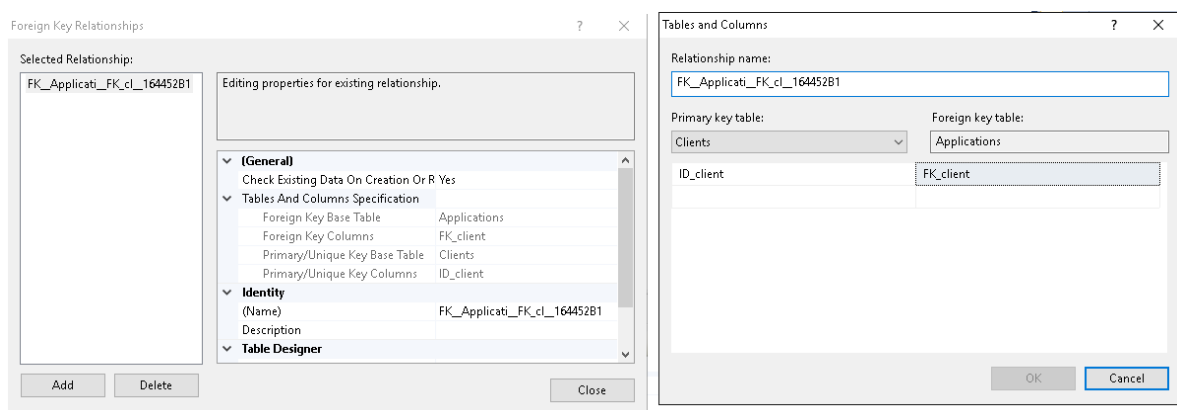 Foreign Key Relationships
? ×
Selected Relationship:
FK__Applicati__FK_cl__164452B1
Editing properties for existing relationship.
(General)
Check Existing Data On Creation Or R Yes
Tables And Columns Specification
Foreign Key Base Table Applications
Foreign Key Columns FK_client
Primary/Unique Key Base Table Clients
Primary/Unique Key Columns ID_client
Identity
(Name) FK__Applicati__FK_cl__164452B1
Description
Table Designer
Add Delete
Close
Tables and Columns
? ×
Relationship name:
FK__Applicati__FK_cl__164452B1
Primary key table: Foreign key table:
Clients Applications
ID_client FK_client
OK Cancel